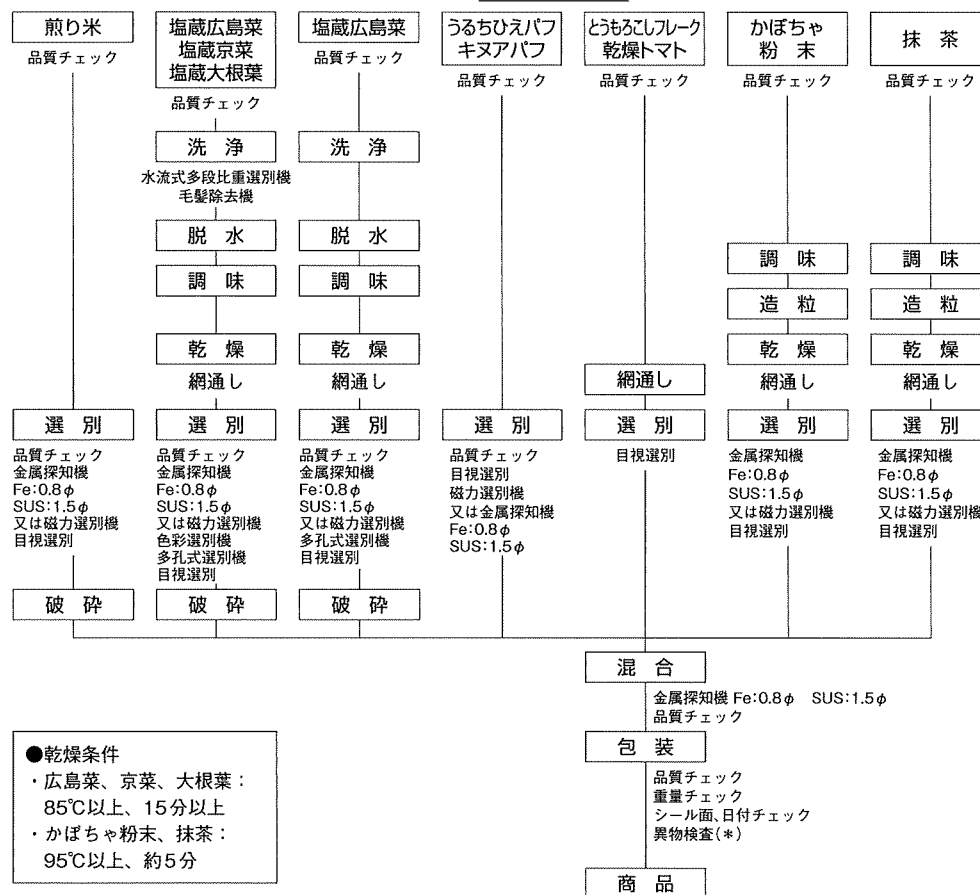 煎り米
品質チェック
選 別
品質チェック
金属探知機
Fe:0.8φ
SUS:1.5φ
又は磁力選別機
目視選別
破 砕
塩蔵広島菜
塩蔵京菜
塩蔵大根葉
品質チェック
洗 浄
水流式多段比重選別機
毛髪除去機
脱 水
調 味
乾 燥
網通し
選 別
品質チェック
金属探知機
Fe:0.8φ
SUS:1.5φ
又は磁力選別機
色彩選別機
多孔式選別機
目視選別
破 砕
塩蔵広島菜
品質チェック
洗 浄
脱 水
調 味
乾 燥
網通し
選 別
品質チェック
金属探知機
Fe:0.8φ
SUS:1.5φ
又は磁力選別機
多孔式選別機
目視選別
破 砕
うるちひえパフ
キヌアパフ
品質チェック
選 別
品質チェック
目視選別
磁力選別機
又は金属探知機
Fe:0.8φ
SUS:1.5φ
とうもろこしフレーク
乾燥トマト
品質チェック
網通し
選 別
目視選別
かぼちゃ
粉 末
品質チェック
調 味
造 粒
乾 燥
網通し
選 別
金属探知機
Fe:0.8φ
SUS:1.5φ
又は磁力選別機
目視選別
抹 茶
品質チェック
調 味
造 粒
乾 燥
網通し
選 別
金属探知機
Fe:0.8φ
SUS:1.5φ
又は磁力選別機
目視選別
混 合
金属探知機 Fe:0.8φ SUS:1.5φ
品質チェック
包 装
品質チェック
重量チェック
シール面、日付チェック
異物検査(*)
商 品
●乾燥条件
・広島菜、京菜、大根葉：
85℃以上、15分以上
・かぼちゃ粉末、抹茶：
95℃以上、約5分